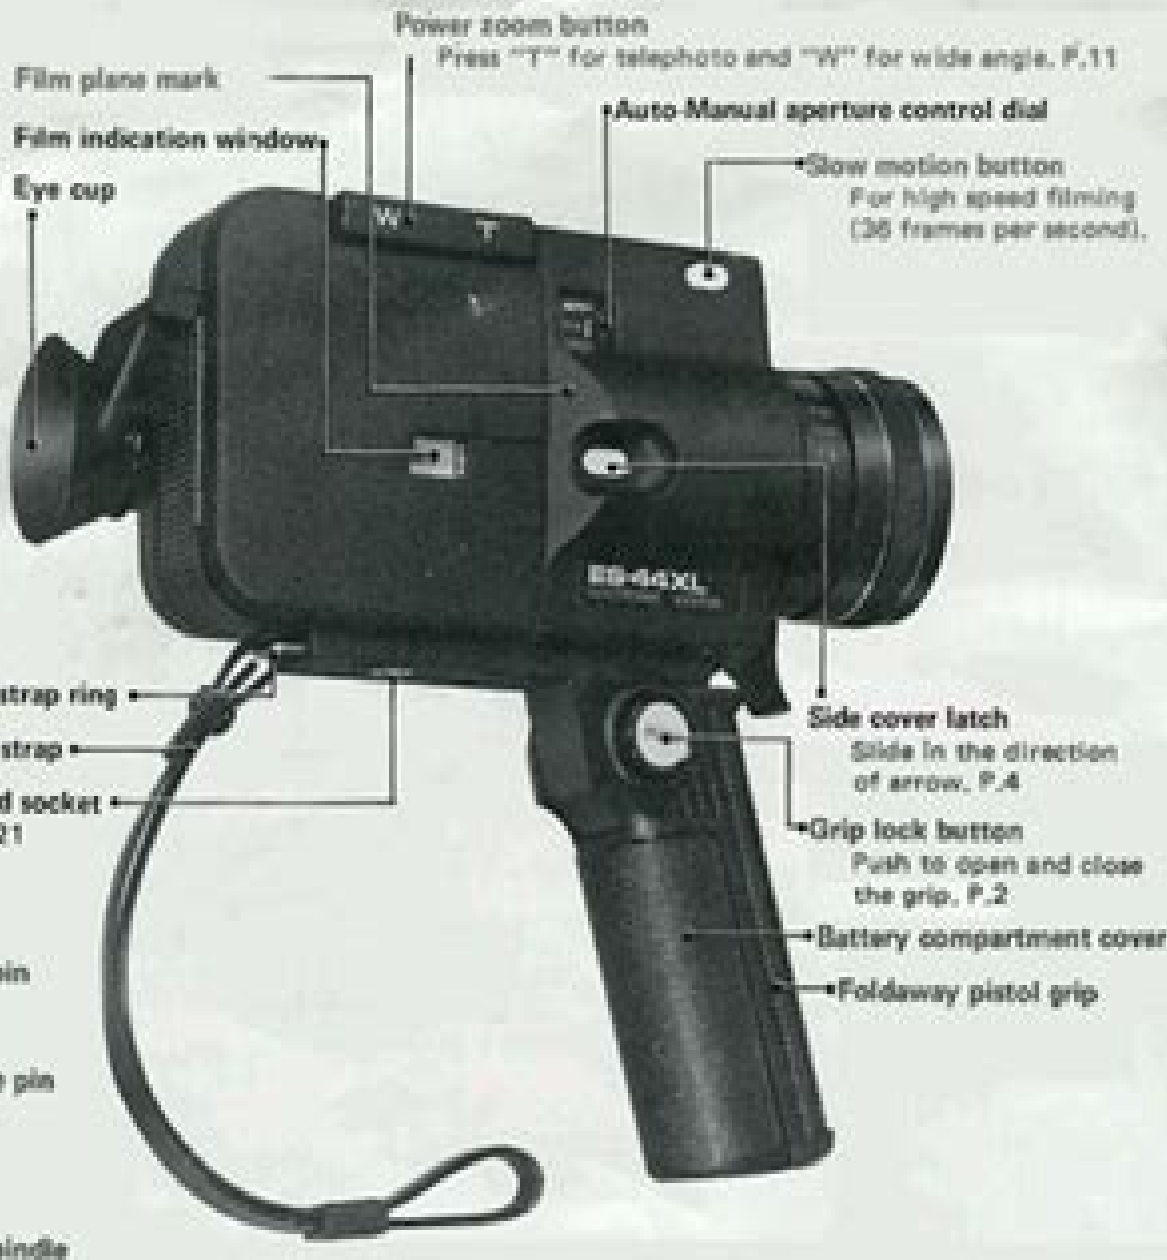 Power zoom button
Press "T" for telephoto and "W" for wide angle. P.11
Film plane mark
Auto-Manual aperture control dial
Film indication window
Slow motion button
Eye cup
For high speed filming
(36 frames per second).
W T
ES-44XL
strap ring
Side cover latch
strap
Slide in the direction
of arrow. P.4
d socket
21
Grip lock button
Push to open and close
the grip. P.2
Battery compartment cover
pin
Foldaway pistol grip
pin